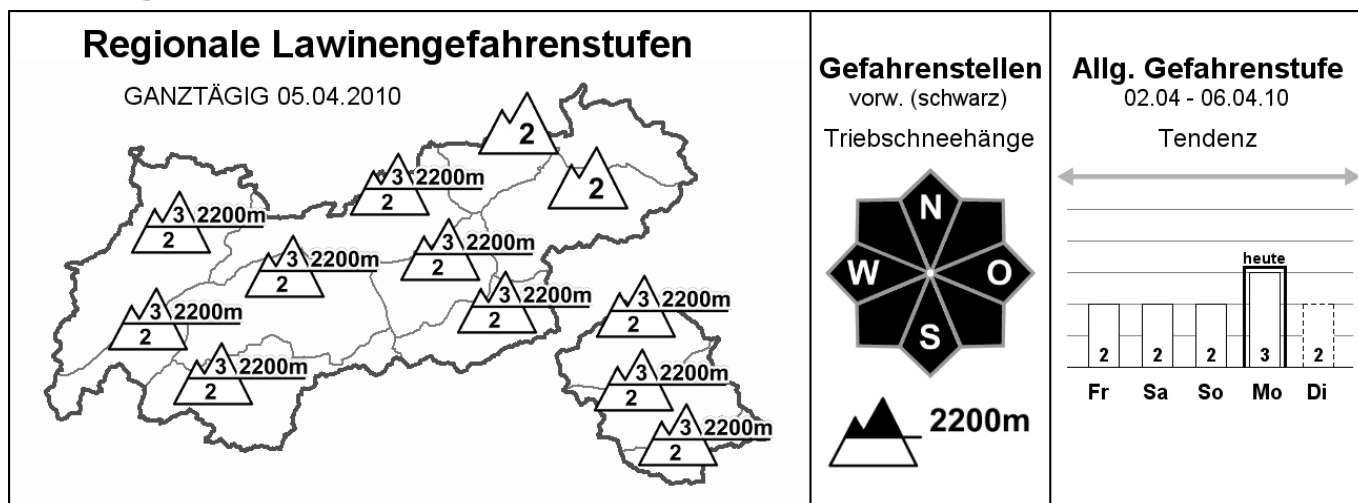 Regionale Lawinengefahrenstufen
GANZTÄGIG 05.04.2010
2
2
3 2200m
2
3 2200m
2
3 2200m
2
3 2200m
2
3 2200m
2
3 2200m
2
3 2200m
2
3 2200m
2
3 2200m
2
3 2200m
2
Gefahrenstellen
vorw. (schwarz)
Triebschneehänge
N
W O
S
2200m
Allg. Gefahrenstufe
02.04 - 06.04.10
Tendenz
heute
2 2 2 3 2
Fr Sa So Mo Di